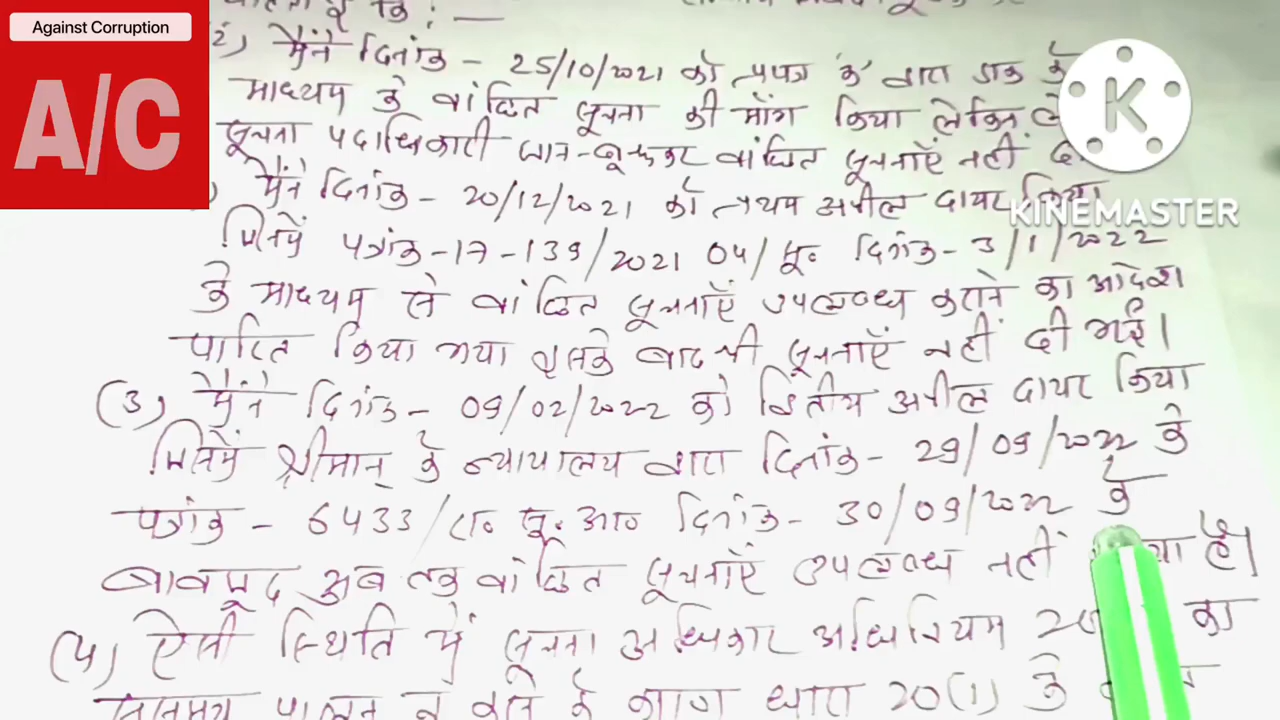 Against Corruption
A/C
कि : —
2) मैंने दिनांक - 25/10/2021 को प्रपत्र 'क' द्वारा डाक के
माध्यम के वांछित सूचना की माँग किया लेकिन
सूचना पदाधिकारी जान-बूझकर वांछित सूचनाएँ नहीं
) मैंने दिनांक - 20/12/2021 को प्रथम अपील दायर किया
जिसमें पत्रांक - 17 - 139/2021 04/सू. दिनांक - 3/1/2022
के माध्यम से वांछित सूचनाएँ उपलब्ध कराने का आदेश
पारित किया गया इसके बाद भी सूचनाएँ नहीं दी गई।
(3) मैंने दिनांक - 09/02/2022 को द्वितीय अपील दायर किया
जिसमें श्रीमान् के न्यायालय द्वारा दिनांक - 29/09/2022 के
पत्रांक - 6433/रा० सू. आ० दिनांक - 30/09/2022 के
बावजूद अब तक वांछित सूचनाएँ उपलब्ध नहीं है।
(4) ऐसी स्थिति में सूचना अधिकार अधिनियम 20 का
पालन न करने के कारण धारा 20(1) के
K
KINEMASTER